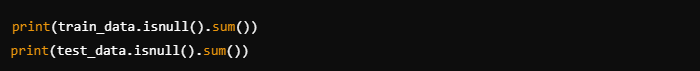 print(train_data.isnull().sum())
print(test_data.isnull().sum())